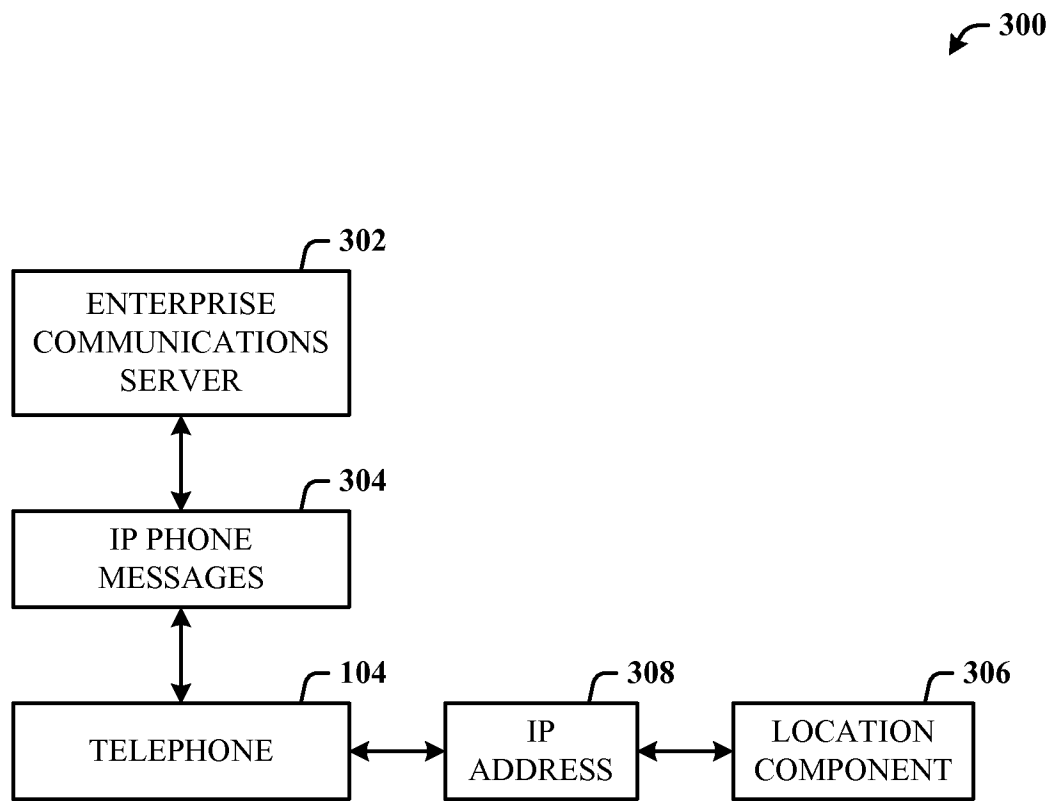 300
302
ENTERPRISE
COMMUNICATIONS
SERVER
304
IP PHONE
MESSAGES
104
TELEPHONE
308
IP
ADDRESS
306
LOCATION
COMPONENT